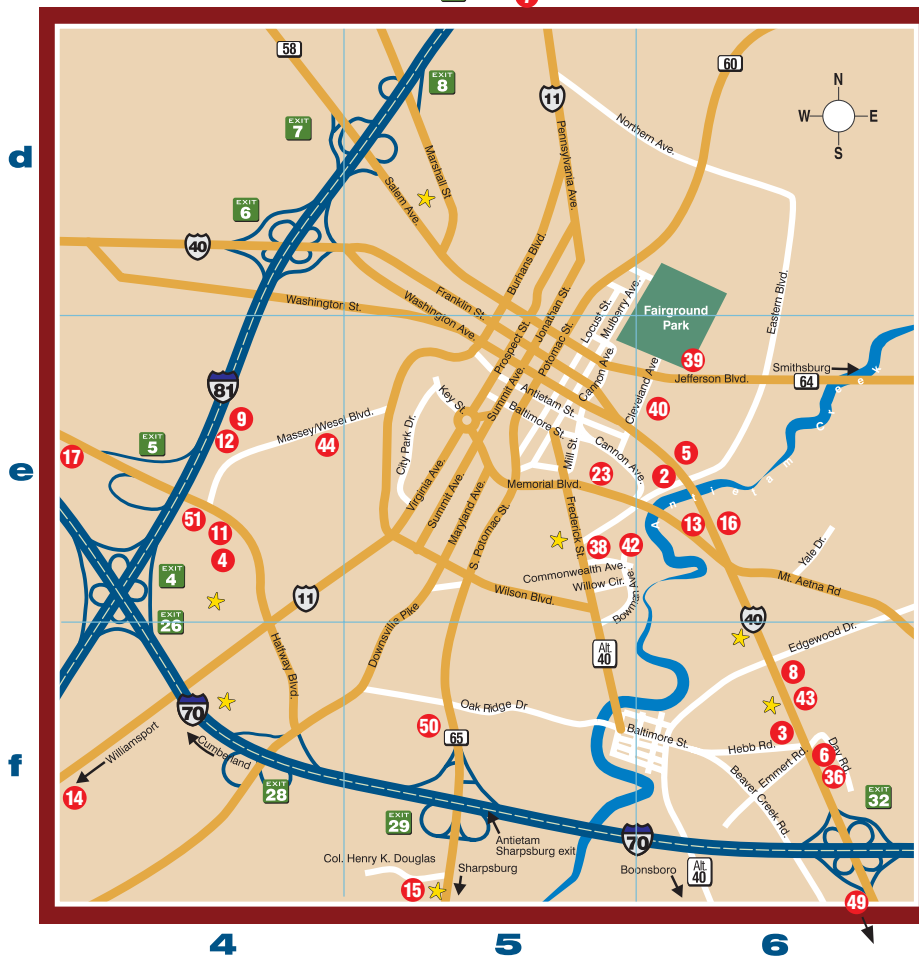 58
EXIT
8
11
60
N
W
E
S
EXIT
7
Northern Ave.
Pennsylvania Ave.
d
Marshall St
Salem Ave.
EXIT
6
40
Burhans Blvd.
Eastern Blvd.
Washington St.
Franklin St.
Washington Ave.
Jonathan St.
Prospect St.
Potomac St.
Locust St.
Mulberry Ave.
Fairground
Park
39
Jefferson Blvd.
64
Smithsburg
81
Summit Ave.
Cannon Ave.
Cleveland Ave.
40
Antietam St.
Baltimore St.
Key St.
9
12
Massey/Wesel Blvd.
44
City Park Dr.
EXIT
5
17
e
Mill St.
Cannon Ave.
5
2
23
Memorial Blvd.
Antietam Creek
Virginia Ave.
Summit Ave.
Maryland Ave.
S. Potomac St.
Frederick St.
51
11
4
13
16
38
42
Yale Dr.
Commonwealth Ave.
Willow Cir.
Bowman Ave.
Mt. Aetna Rd
EXIT
4
11
Wilson Blvd.
EXIT
26
40
Halfway Blvd.
Downsville Pike
Alt.
40
Edgewood Dr.
8
43
70
Oak Ridge Dr
50
65
Baltimore St.
Hebb Rd.
3
Day Rd.
6
36
Emmert Rd.
Beaver Creek Rd.
Williamsport
Cumberland
f
14
EXIT
28
EXIT
29
EXIT
32
70
Antietam
Sharpsburg exit
Col. Henry K. Douglas
Sharpsburg
15
Boonsboro
Alt.
40
49
4
5
6